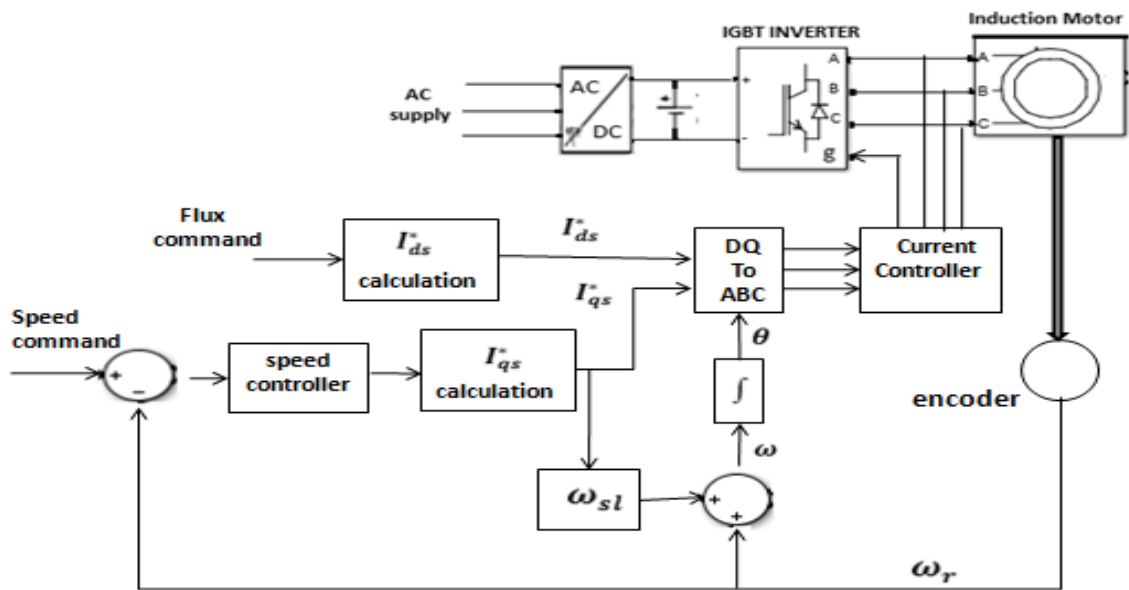 Induction Motor
IGBT INVERTER
A
B
C
g
+
-
A
B
C
AC
supply
AC
DC
+
Flux
command
I*ds
calculation
I*ds
I*qs
DQ
To
ABC
Current
Controller
Speed
command
+
-
speed
controller
I*qs
calculation
θ
∫
ω
encoder
ωsl
+
+
ωr